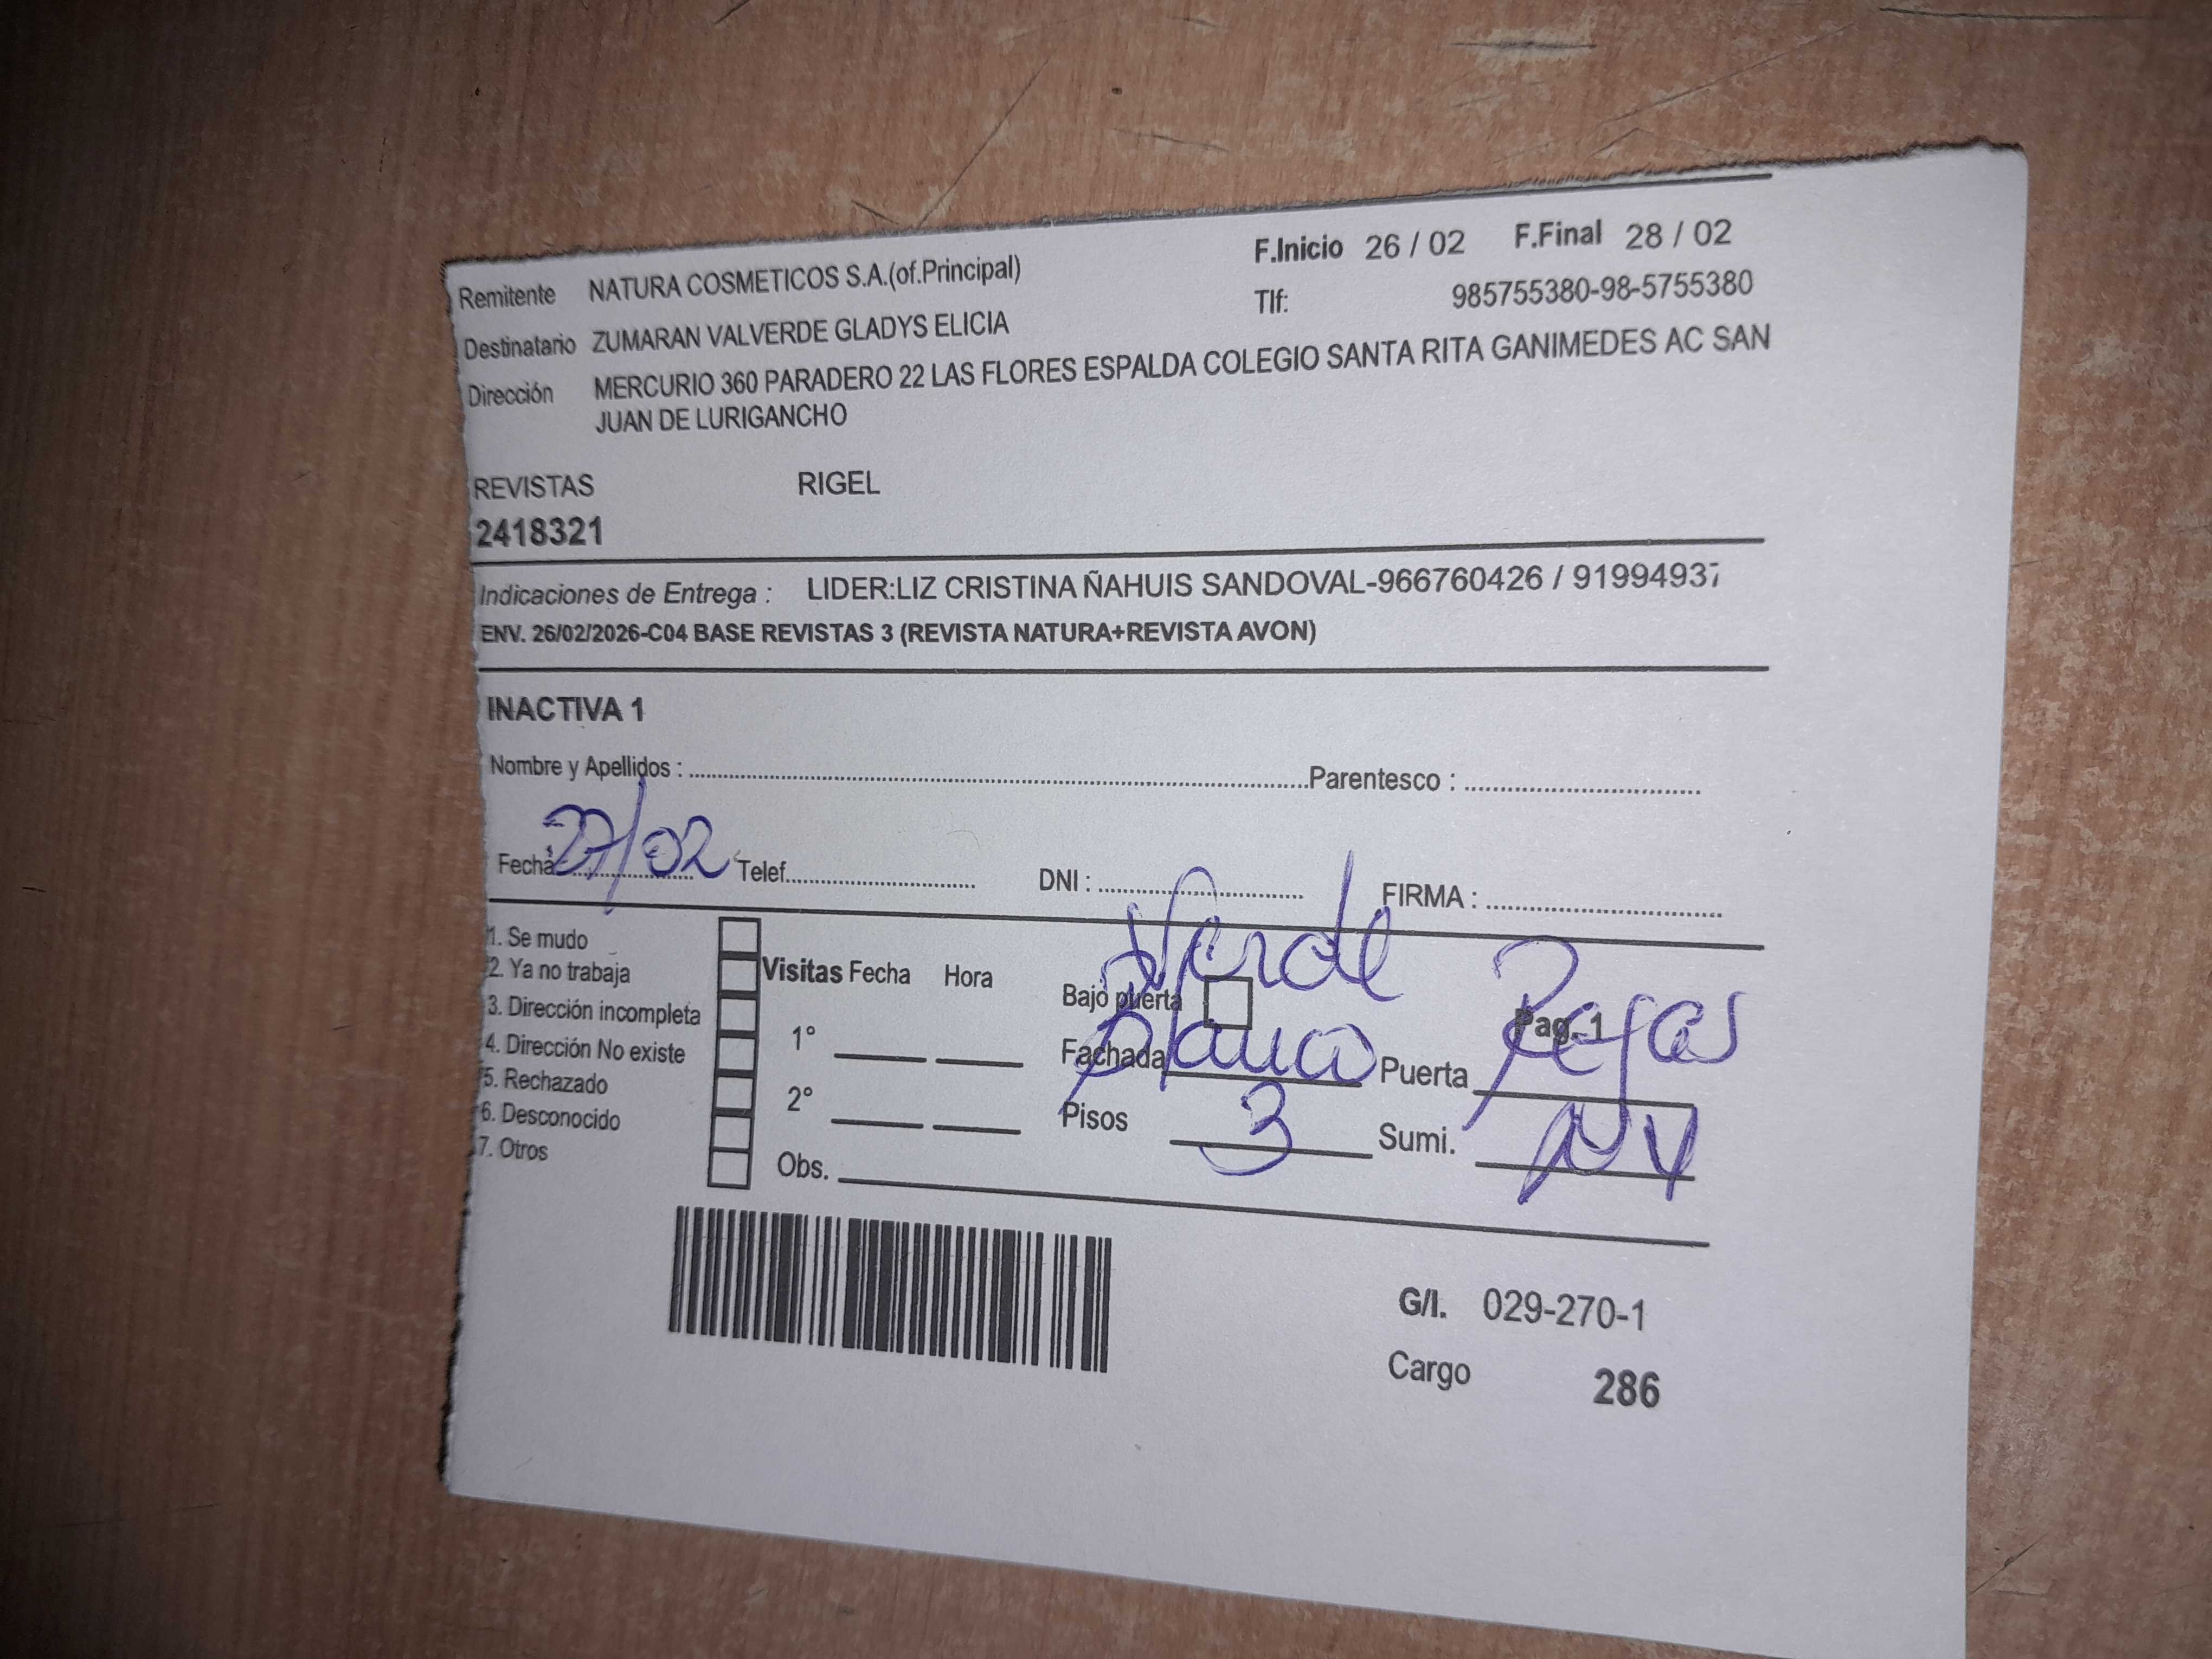 F.Inicio 26 / 02 F.Final 28 / 02
Remitente NATURA COSMETICOS S.A.(of.Principal)
Tlf: 985755380-98-5755380
Destinatario ZUMARAN VALVERDE GLADYS ELICIA
Dirección MERCURIO 360 PARADERO 22 LAS FLORES ESPALDA COLEGIO SANTA RITA GANIMEDES AC SAN
JUAN DE LURIGANCHO
REVISTAS RIGEL
2418321
Indicaciones de Entrega : LIDER:LIZ CRISTINA ÑAHUIS SANDOVAL-966760426 / 91994937
ENV. 26/02/2026-C04 BASE REVISTAS 3 (REVISTA NATURA+REVISTA AVON)
INACTIVA 1
Nombre y Apellidos : Parentesco :
Fecha 27/02 Telef. DNI : FIRMA :
1. Se mudo
2. Ya no trabaja
3. Dirección incompleta
4. Dirección No existe
5. Rechazado
6. Desconocido
7. Otros
Visitas Fecha Hora
1°
2°
Obs.
Verde
Bajo puerta Pag. 1
Fachada Blanco Puerta Rejas
Pisos 3 Sumi.
G/I. 029-270-1
Cargo 286